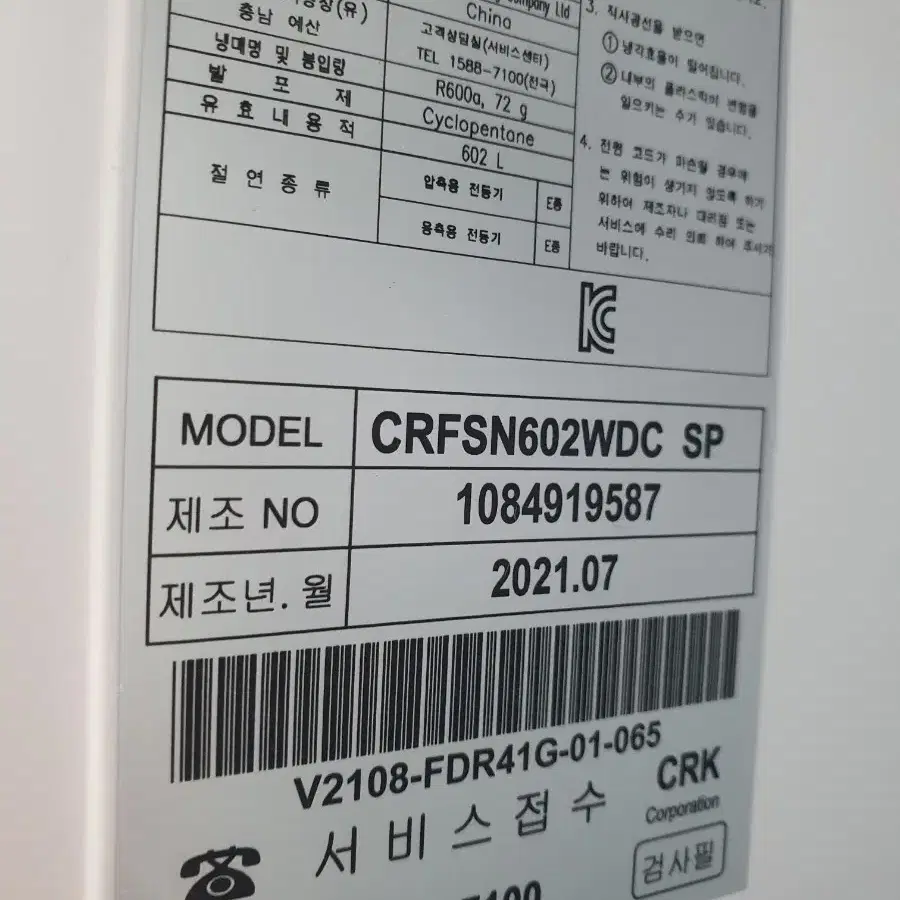 Company Ltd
China
충남 예산
고객상담실(서비스센터)
TEL 1588-7100(전국)
냉매명 및 봉입량
R600a, 72 g
발 포 제
Cyclopentane
유 효 내 용 적
602 L
절 연 종 류
압축용 전동기
E종
응축용 전동기
E종
3. 직사광선을 받으면
① 냉각효율이 떨어집니다.
② 내부의 플라스틱이 변형을
일으키는 수가 있습니다.
4. 전원 코드가 파손될 경우에
는 위험이 생기지 않도록 하기
위하여 제조자나 대리점 또는
서비스에 수리 의뢰 하여 주시기
바랍니다.
MODEL
CRFSN602WDC SP
제조 NO
1084919587
제조년. 월
2021.07
V2108-FDR41G-01-065
서비스접수
CRK
Corporation
검사필